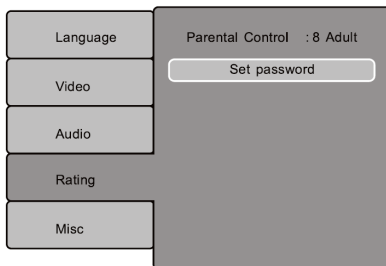 Language
Video
Audio
Rating
Misc
Parental Control : 8 Adult
Set password